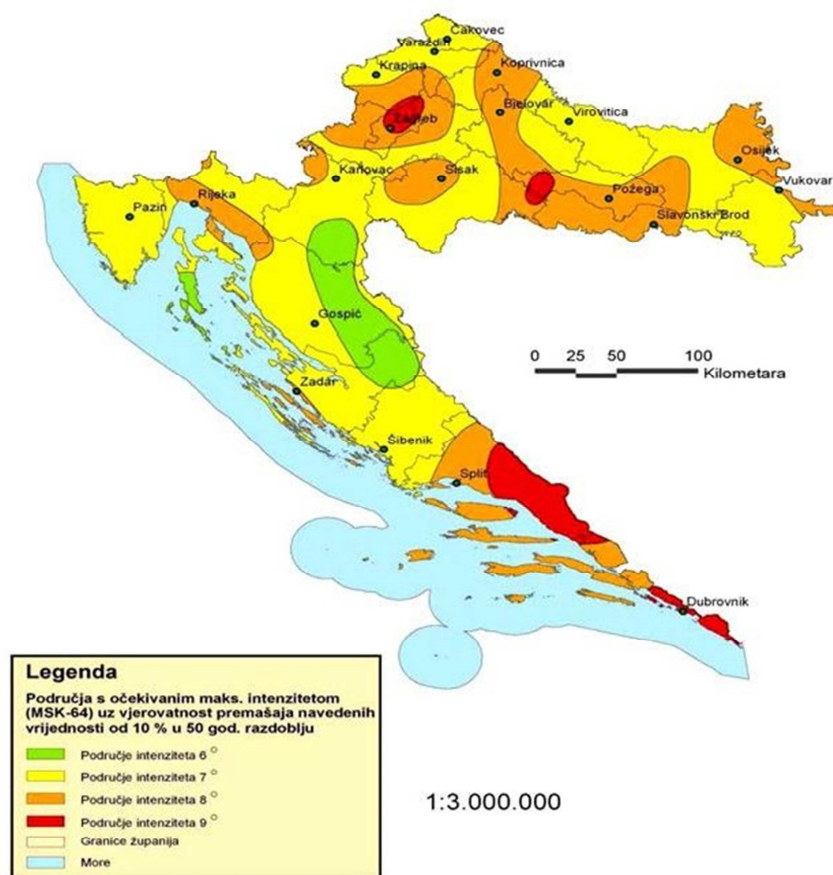 Čakovec
Varaždin
Krapina
Koprivnica
Bjelovar
Virovitica
Zagreb
Osijek
Karlovac
Sisak
Vukovar
Rijeka
Požega
Pazin
Slavonski Brod
Gospić
0 25 50 100
Kilometara
Zadar
Šibenik
Split
Dubrovnik
Legenda
Područja s očekivanim maks. intenzitetom
(MSK-64) uz vjerovatnost premašaja navedenih
vrijednosti od 10 % u 50 god. razdoblju
Područje intenziteta 6 °
Područje intenziteta 7 °
Područje intenziteta 8 °
Područje intenziteta 9 °
Granice županija
More
1:3.000.000